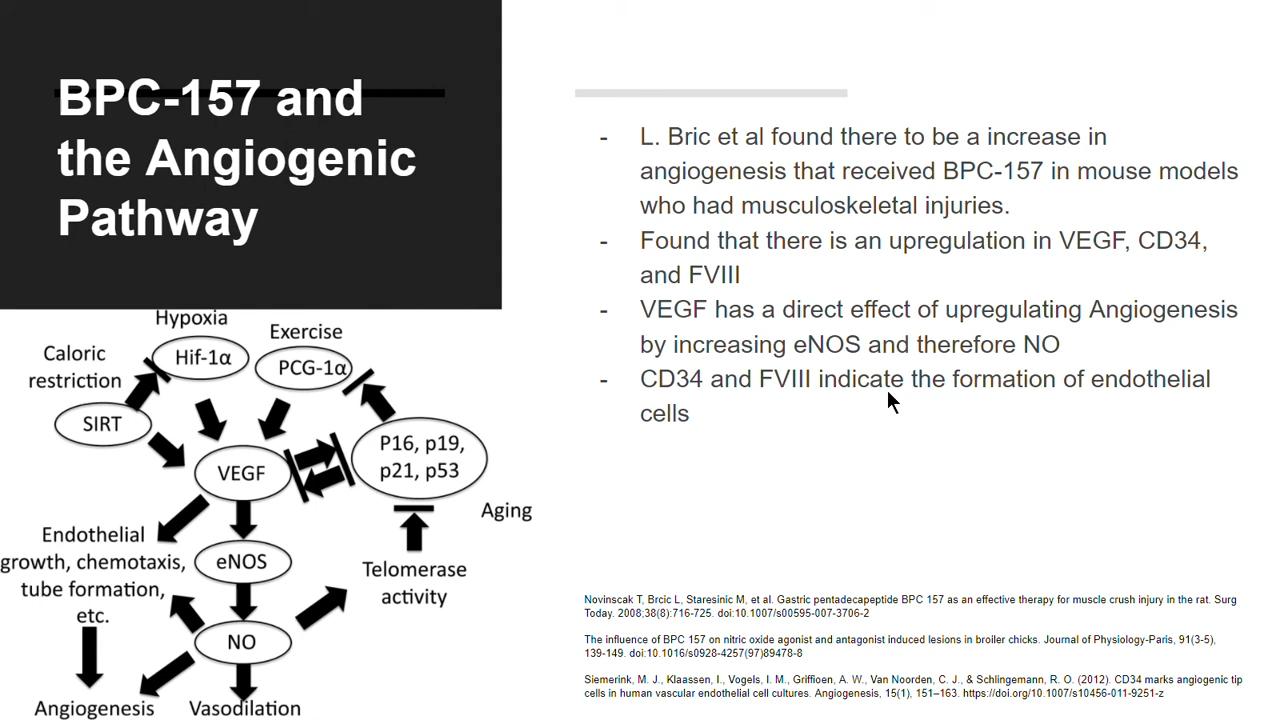 BPC-157 and
the Angiogenic
Pathway
- L. Bric et al found there to be a increase in
angiogenesis that received BPC-157 in mouse models
who had musculoskeletal injuries.
- Found that there is an upregulation in VEGF, CD34,
and FVIII
- VEGF has a direct effect of upregulating Angiogenesis
by increasing eNOS and therefore NO
- CD34 and FVIII indicate the formation of endothelial
cells
Hypoxia
Exercise
Caloric
restriction
Hif-1α
PCG-1α
SIRT
P16, p19,
p21, p53
VEGF
Aging
Endothelial
growth, chemotaxis,
tube formation,
etc.
eNOS
Telomerase
activity
NO
Angiogenesis
Vasodilation
Novinscak T, Brcic L, Staresinic M, et al. Gastric pentadecapeptide BPC 157 as an effective therapy for muscle crush injury in the rat. Surg
Today. 2008;38(8):716-725. doi:10.1007/s00595-007-3706-2
The influence of BPC 157 on nitric oxide agonist and antagonist induced lesions in broiler chicks. Journal of Physiology-Paris, 91(3-5),
139-149. doi:10.1016/s0928-4257(97)89478-8
Siemerink, M. J., Klaassen, I., Vogels, I. M., Griffioen, A. W., Van Noorden, C. J., & Schlingemann, R. O. (2012). CD34 marks angiogenic tip
cells in human vascular endothelial cell cultures. Angiogenesis, 15(1), 151–163. https://doi.org/10.1007/s10456-011-9251-z